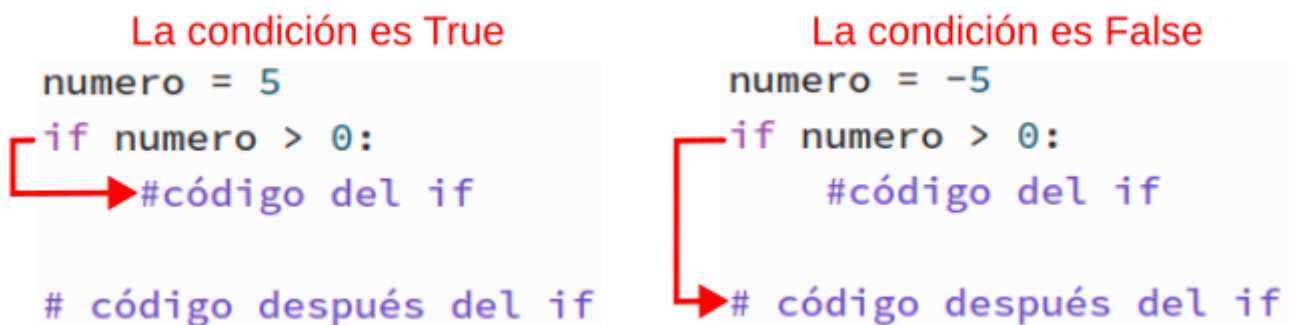 La condición es True
numero = 5
if numero > 0:
#código del if
# código después del if
La condición es False
numero = -5
if numero > 0:
#código del if
# código después del if